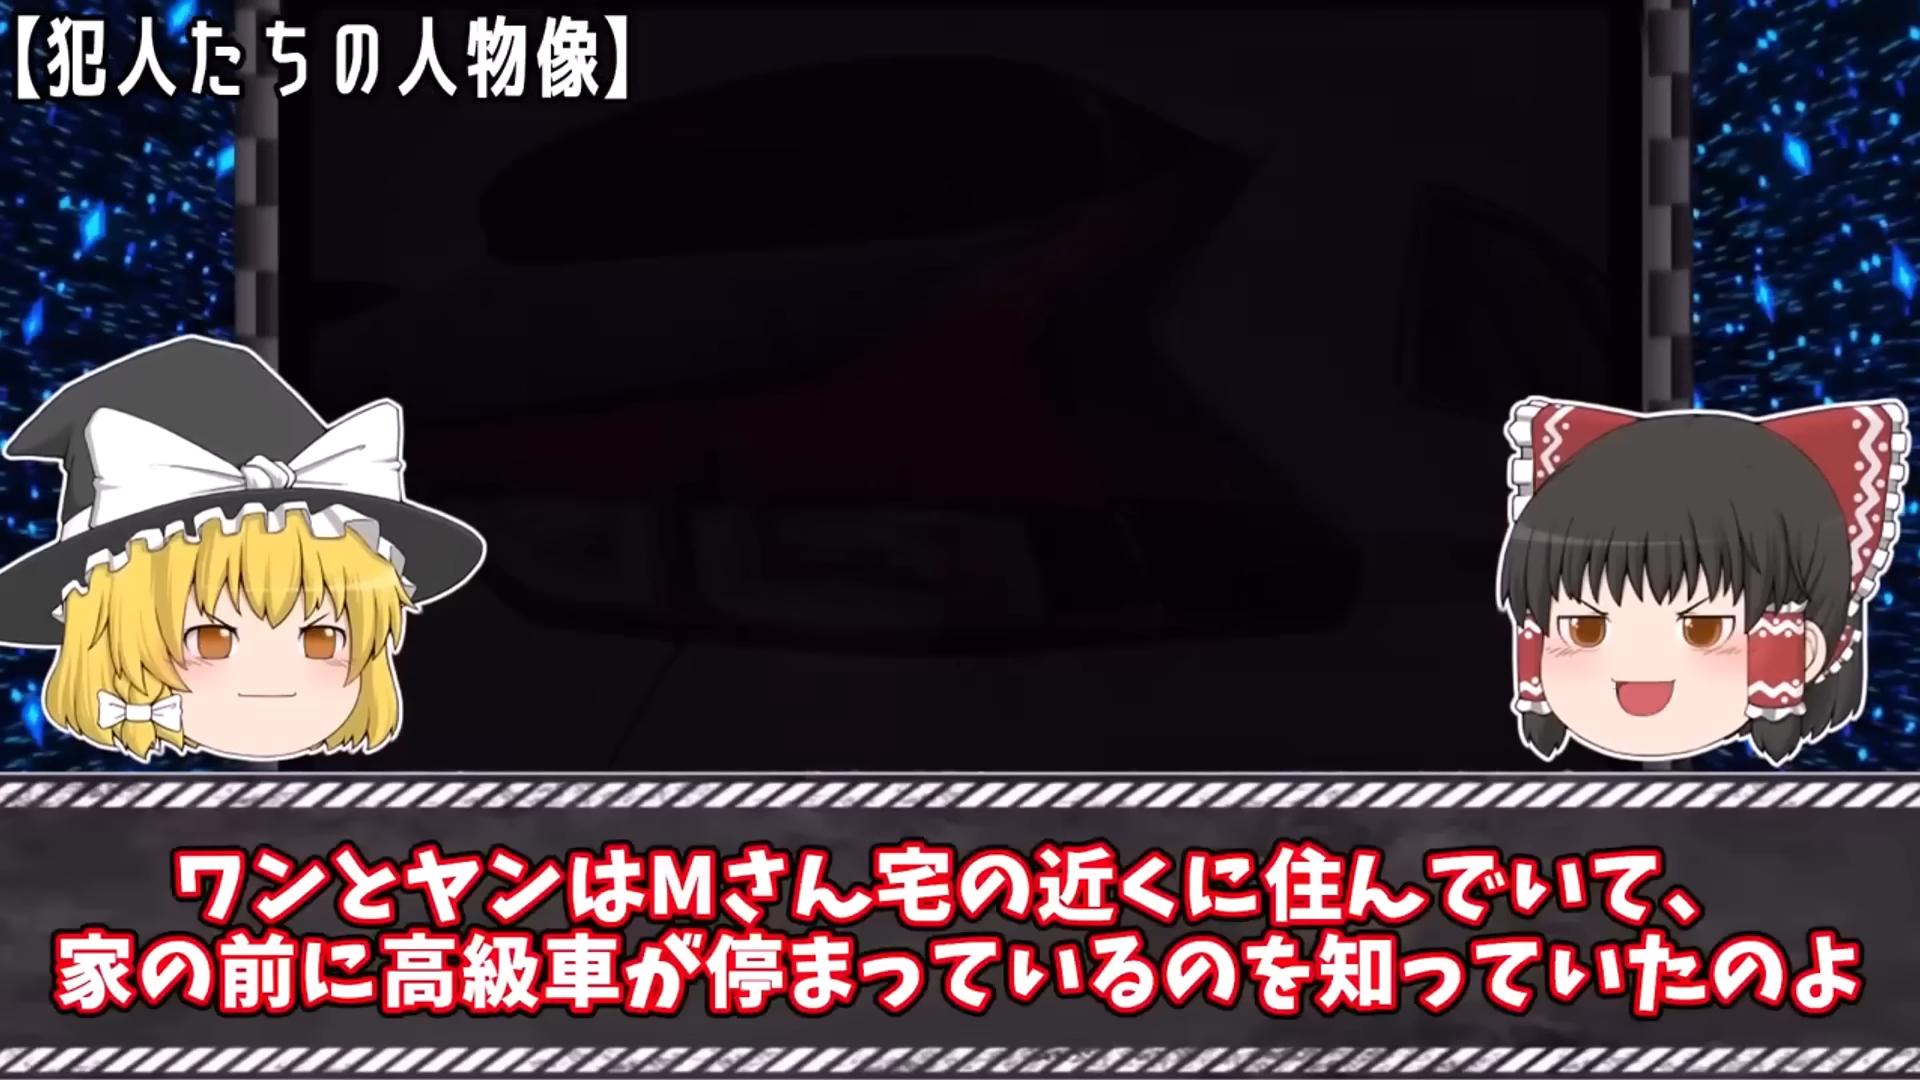 【犯人たちの人物像】
ワンとヤンはMさん宅の近くに住んでいて、
家の前に高級車が停まっているのを知っていたのよ